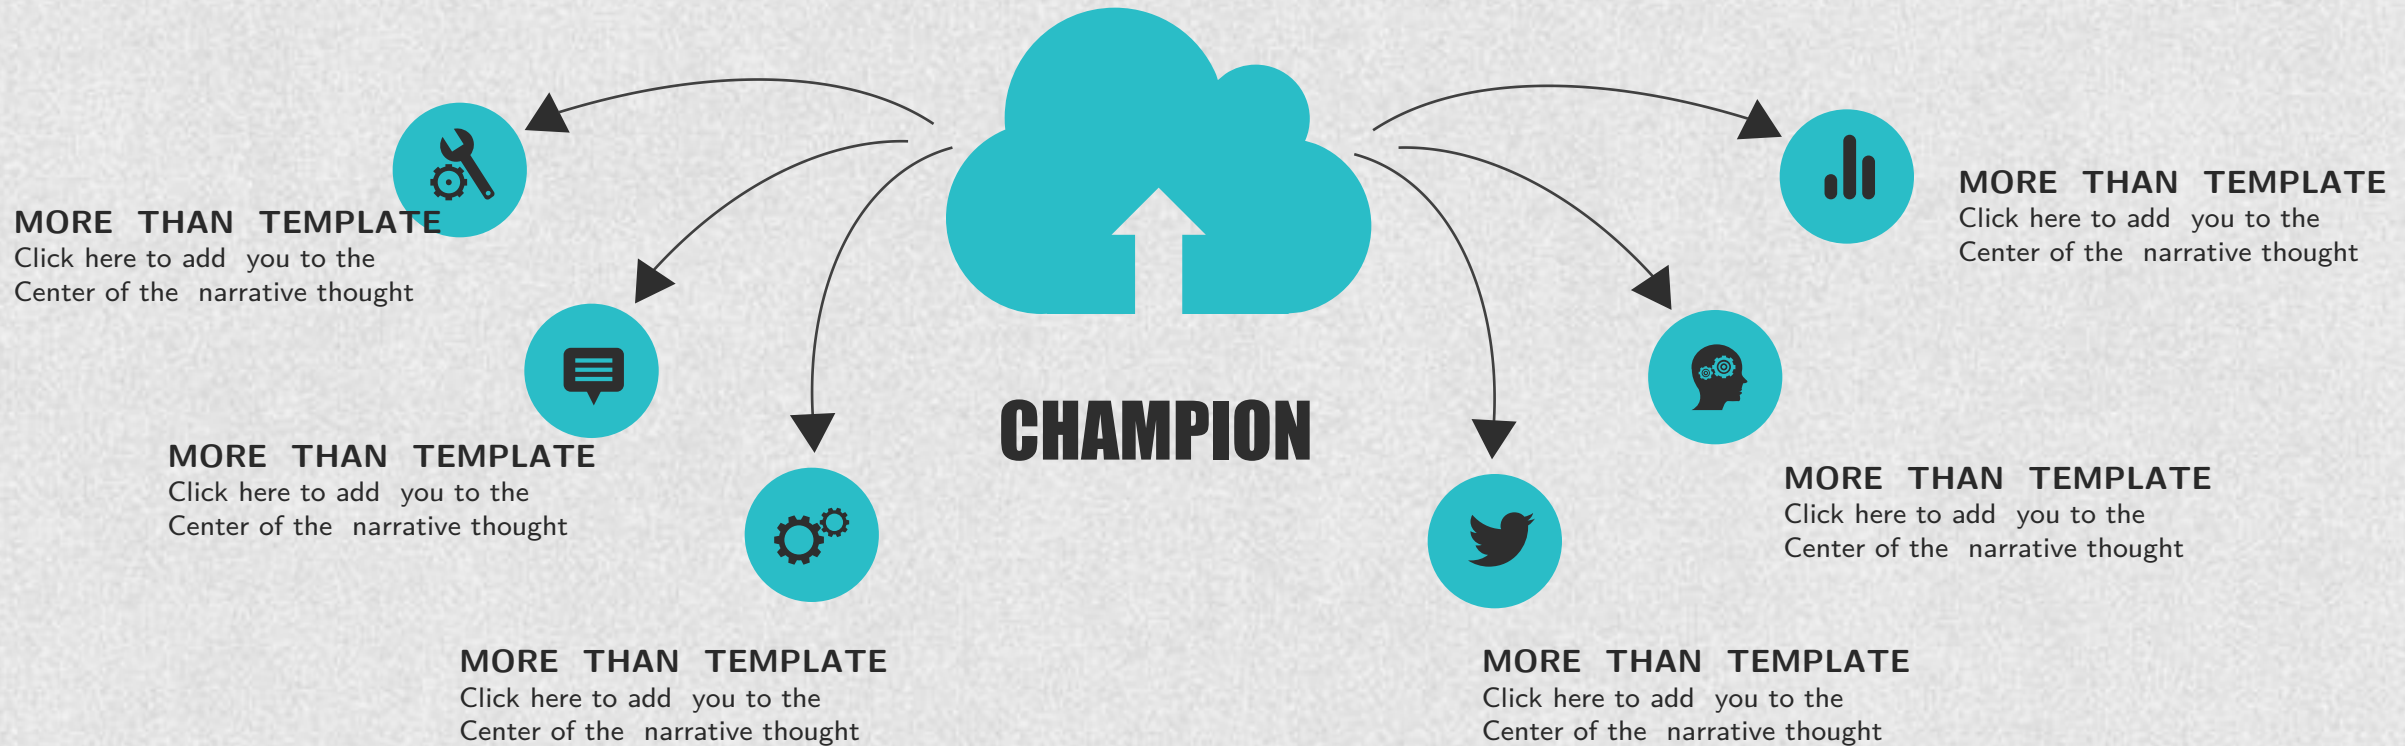 MORE THAN TEMPLATE
Click here to add you to the
Center of the narrative thought
MORE THAN TEMPLATE
Click here to add you to the
Center of the narrative thought
MORE THAN TEMPLATE
Click here to add you to the
Center of the narrative thought
CHAMPION
MORE THAN TEMPLATE
Click here to add you to the
Center of the narrative thought
MORE THAN TEMPLATE
Click here to add you to the
Center of the narrative thought
MORE THAN TEMPLATE
Click here to add you to the
Center of the narrative thought